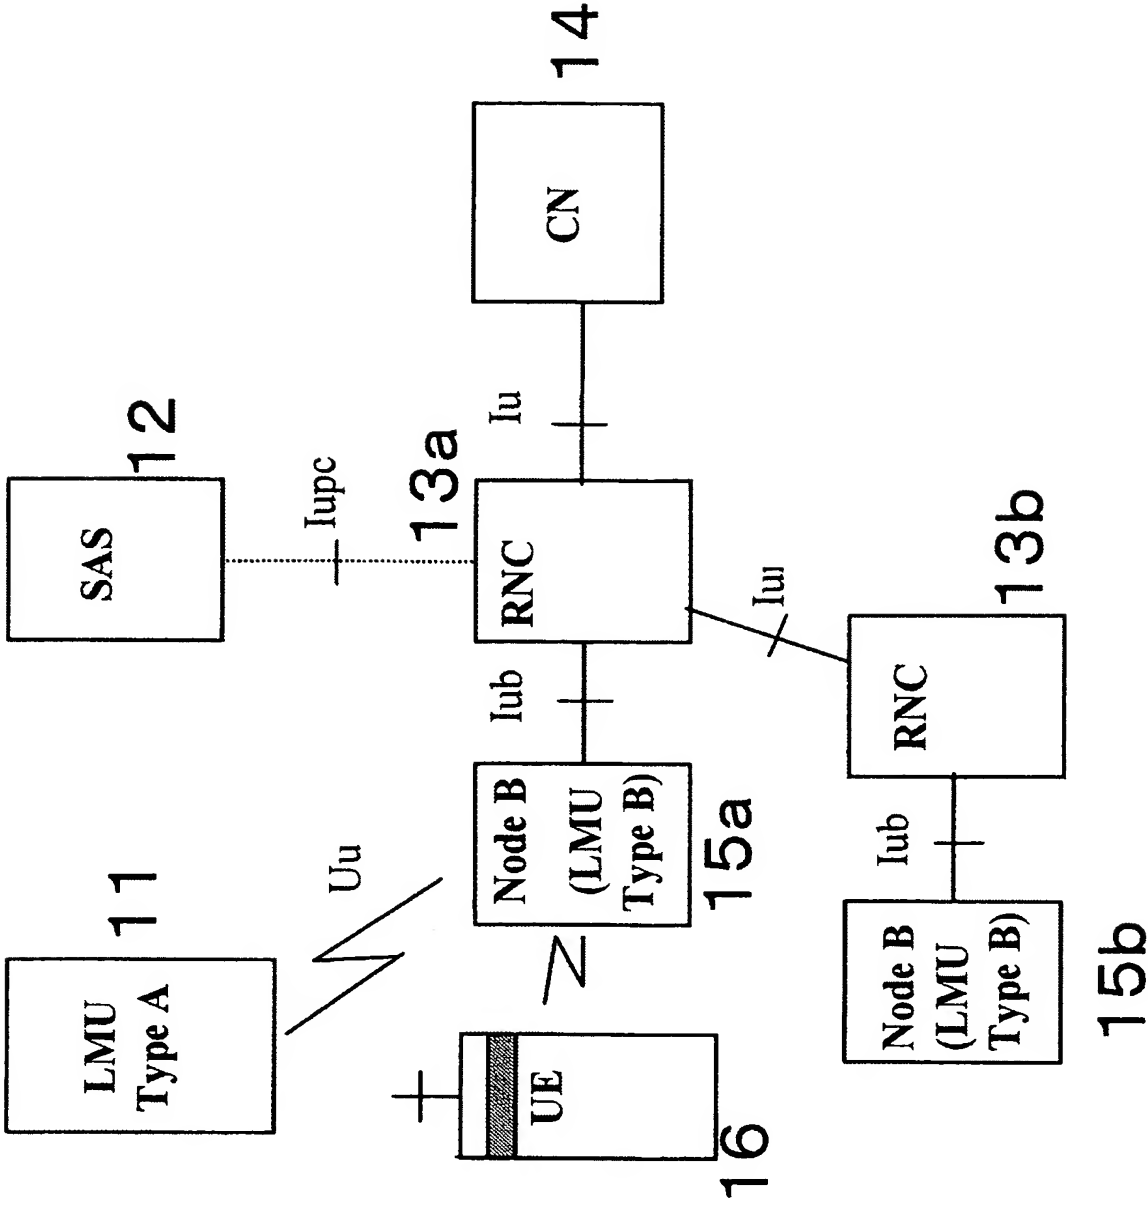 LMU
Type A
11
SAS
12
Uu
Iupc
13a
UE
16
Node B
(LMU
Type B)
15a
Iub
RNC
Iu
CN
14
Iur
Node B
(LMU
Type B)
15b
Iub
RNC
13b